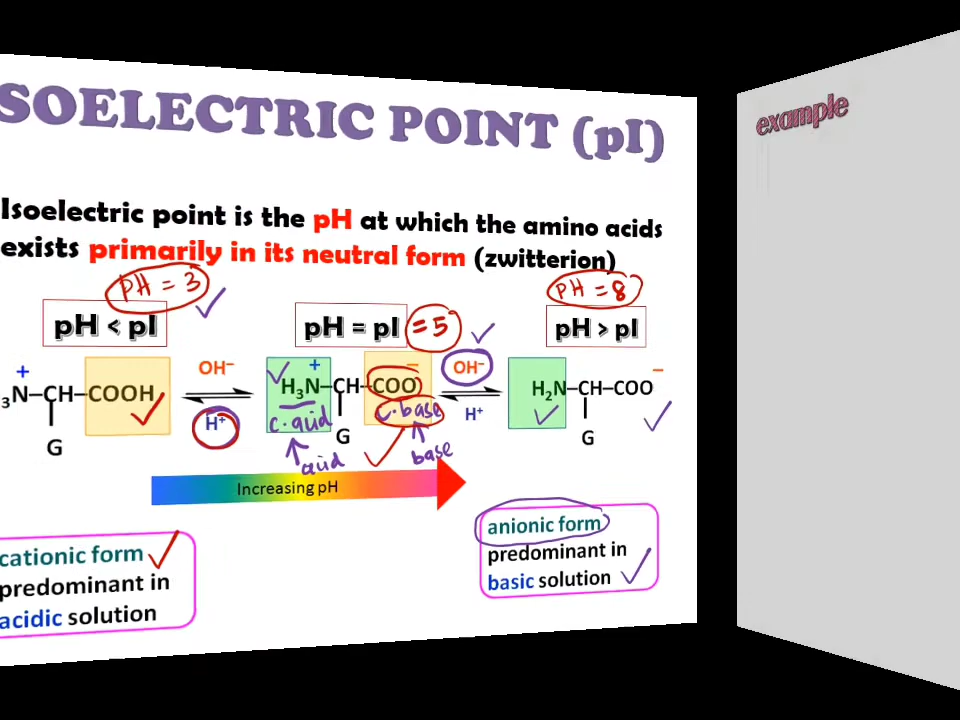 SOELECTRIC POINT (pI)
example
Isoelectric point is the pH at which the amino acids
exists primarily in its neutral form (zwitterion)
PH = 3
PH = 8
pH < pI
pH = pI = 5
pH > pI
+
3N–CH–COOH
G
OH⁻
H⁺
+ −
H₃N–CH–COO
G
c.acid
c.base
acid
base
OH⁻
H⁺
−
H₂N–CH–COO
G
Increasing pH
cationic form
predominant in
acidic solution
anionic form
predominant in
basic solution